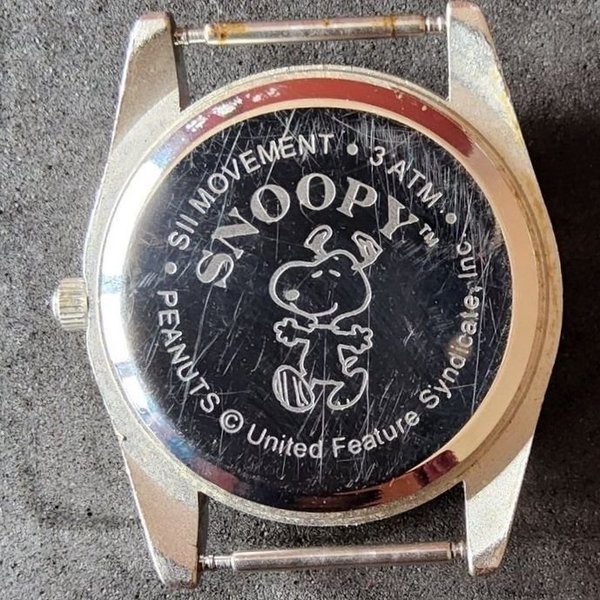 • SII MOVEMENT • 3 ATM •
SNOOPY™
PEANUTS © United Feature Syndicate, Inc.